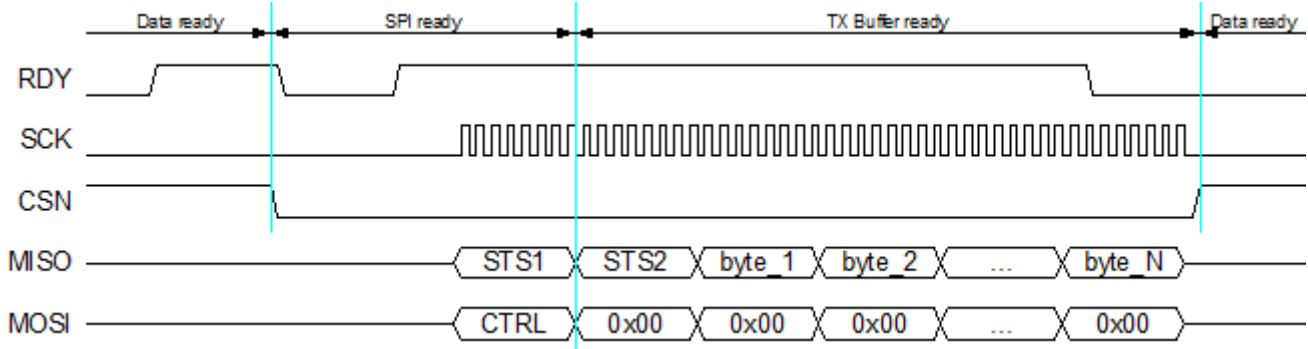 Data ready SPI ready TX Buffer ready Data ready
RDY
SCK
CSN
MISO STS1 STS2 byte_1 byte_2 ... byte_N
MOSI CTRL 0x00 0x00 0x00 ... 0x00